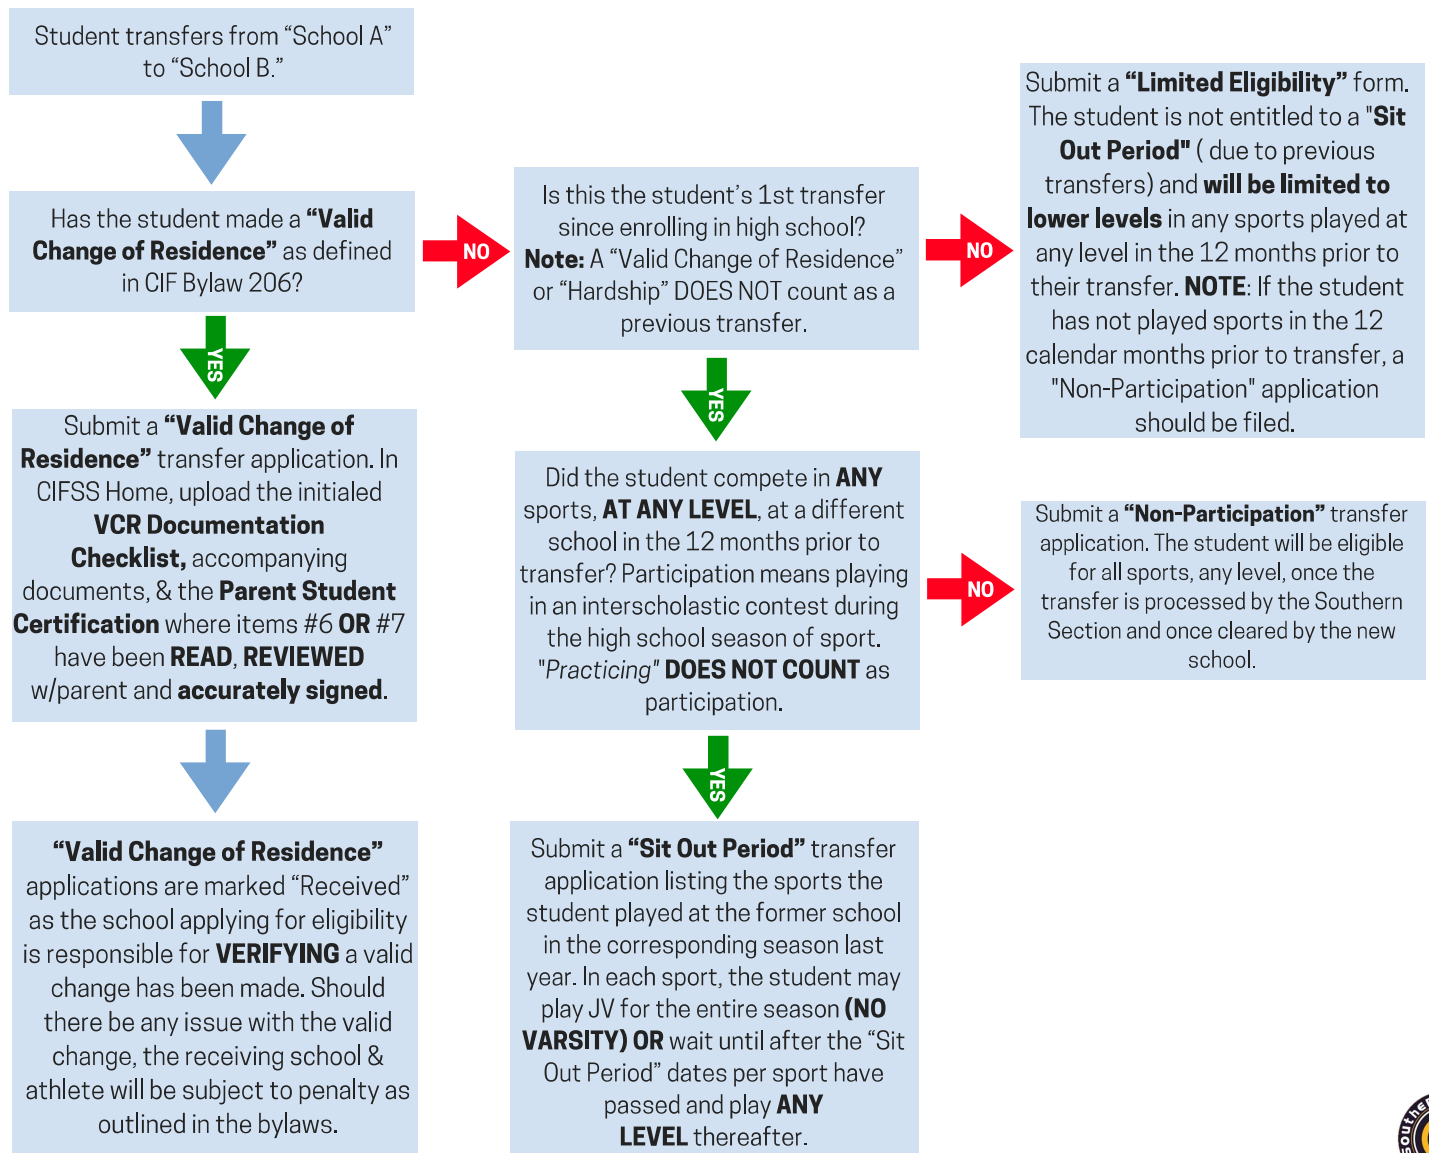 Student transfers from “School A”
to “School B.”
Has the student made a “Valid
Change of Residence” as defined
in CIF Bylaw 206?
NO
YES
Submit a “Valid Change of
Residence” transfer application. In
CIFSS Home, upload the initialed
VCR Documentation
Checklist, accompanying
documents, & the Parent Student
Certification where items #6 OR #7
have been READ, REVIEWED
w/parent and accurately signed.
“Valid Change of Residence”
applications are marked “Received”
as the school applying for eligibility
is responsible for VERIFYING a valid
change has been made. Should
there be any issue with the valid
change, the receiving school &
athlete will be subject to penalty as
outlined in the bylaws.
Is this the student’s 1st transfer
since enrolling in high school?
Note: A “Valid Change of Residence”
or “Hardship” DOES NOT count as a
previous transfer.
NO
YES
Did the student compete in ANY
sports, AT ANY LEVEL, at a different
school in the 12 months prior to
transfer? Participation means playing
in an interscholastic contest during
the high school season of sport.
"Practicing" DOES NOT COUNT as
participation.
NO
YES
Submit a “Sit Out Period” transfer
application listing the sports the
student played at the former school
in the corresponding season last
year. In each sport, the student may
play JV for the entire season (NO
VARSITY) OR wait until after the “Sit
Out Period” dates per sport have
passed and play ANY
LEVEL thereafter.
Submit a “Limited Eligibility” form.
The student is not entitled to a "Sit
Out Period" ( due to previous
transfers) and will be limited to
lower levels in any sports played at
any level in the 12 months prior to
their transfer. NOTE: If the student
has not played sports in the 12
calendar months prior to transfer, a
"Non-Participation" application
should be filed.
Submit a “Non-Participation” transfer
application. The student will be eligible
for all sports, any level, once the
transfer is processed by the Southern
Section and once cleared by the new
school.